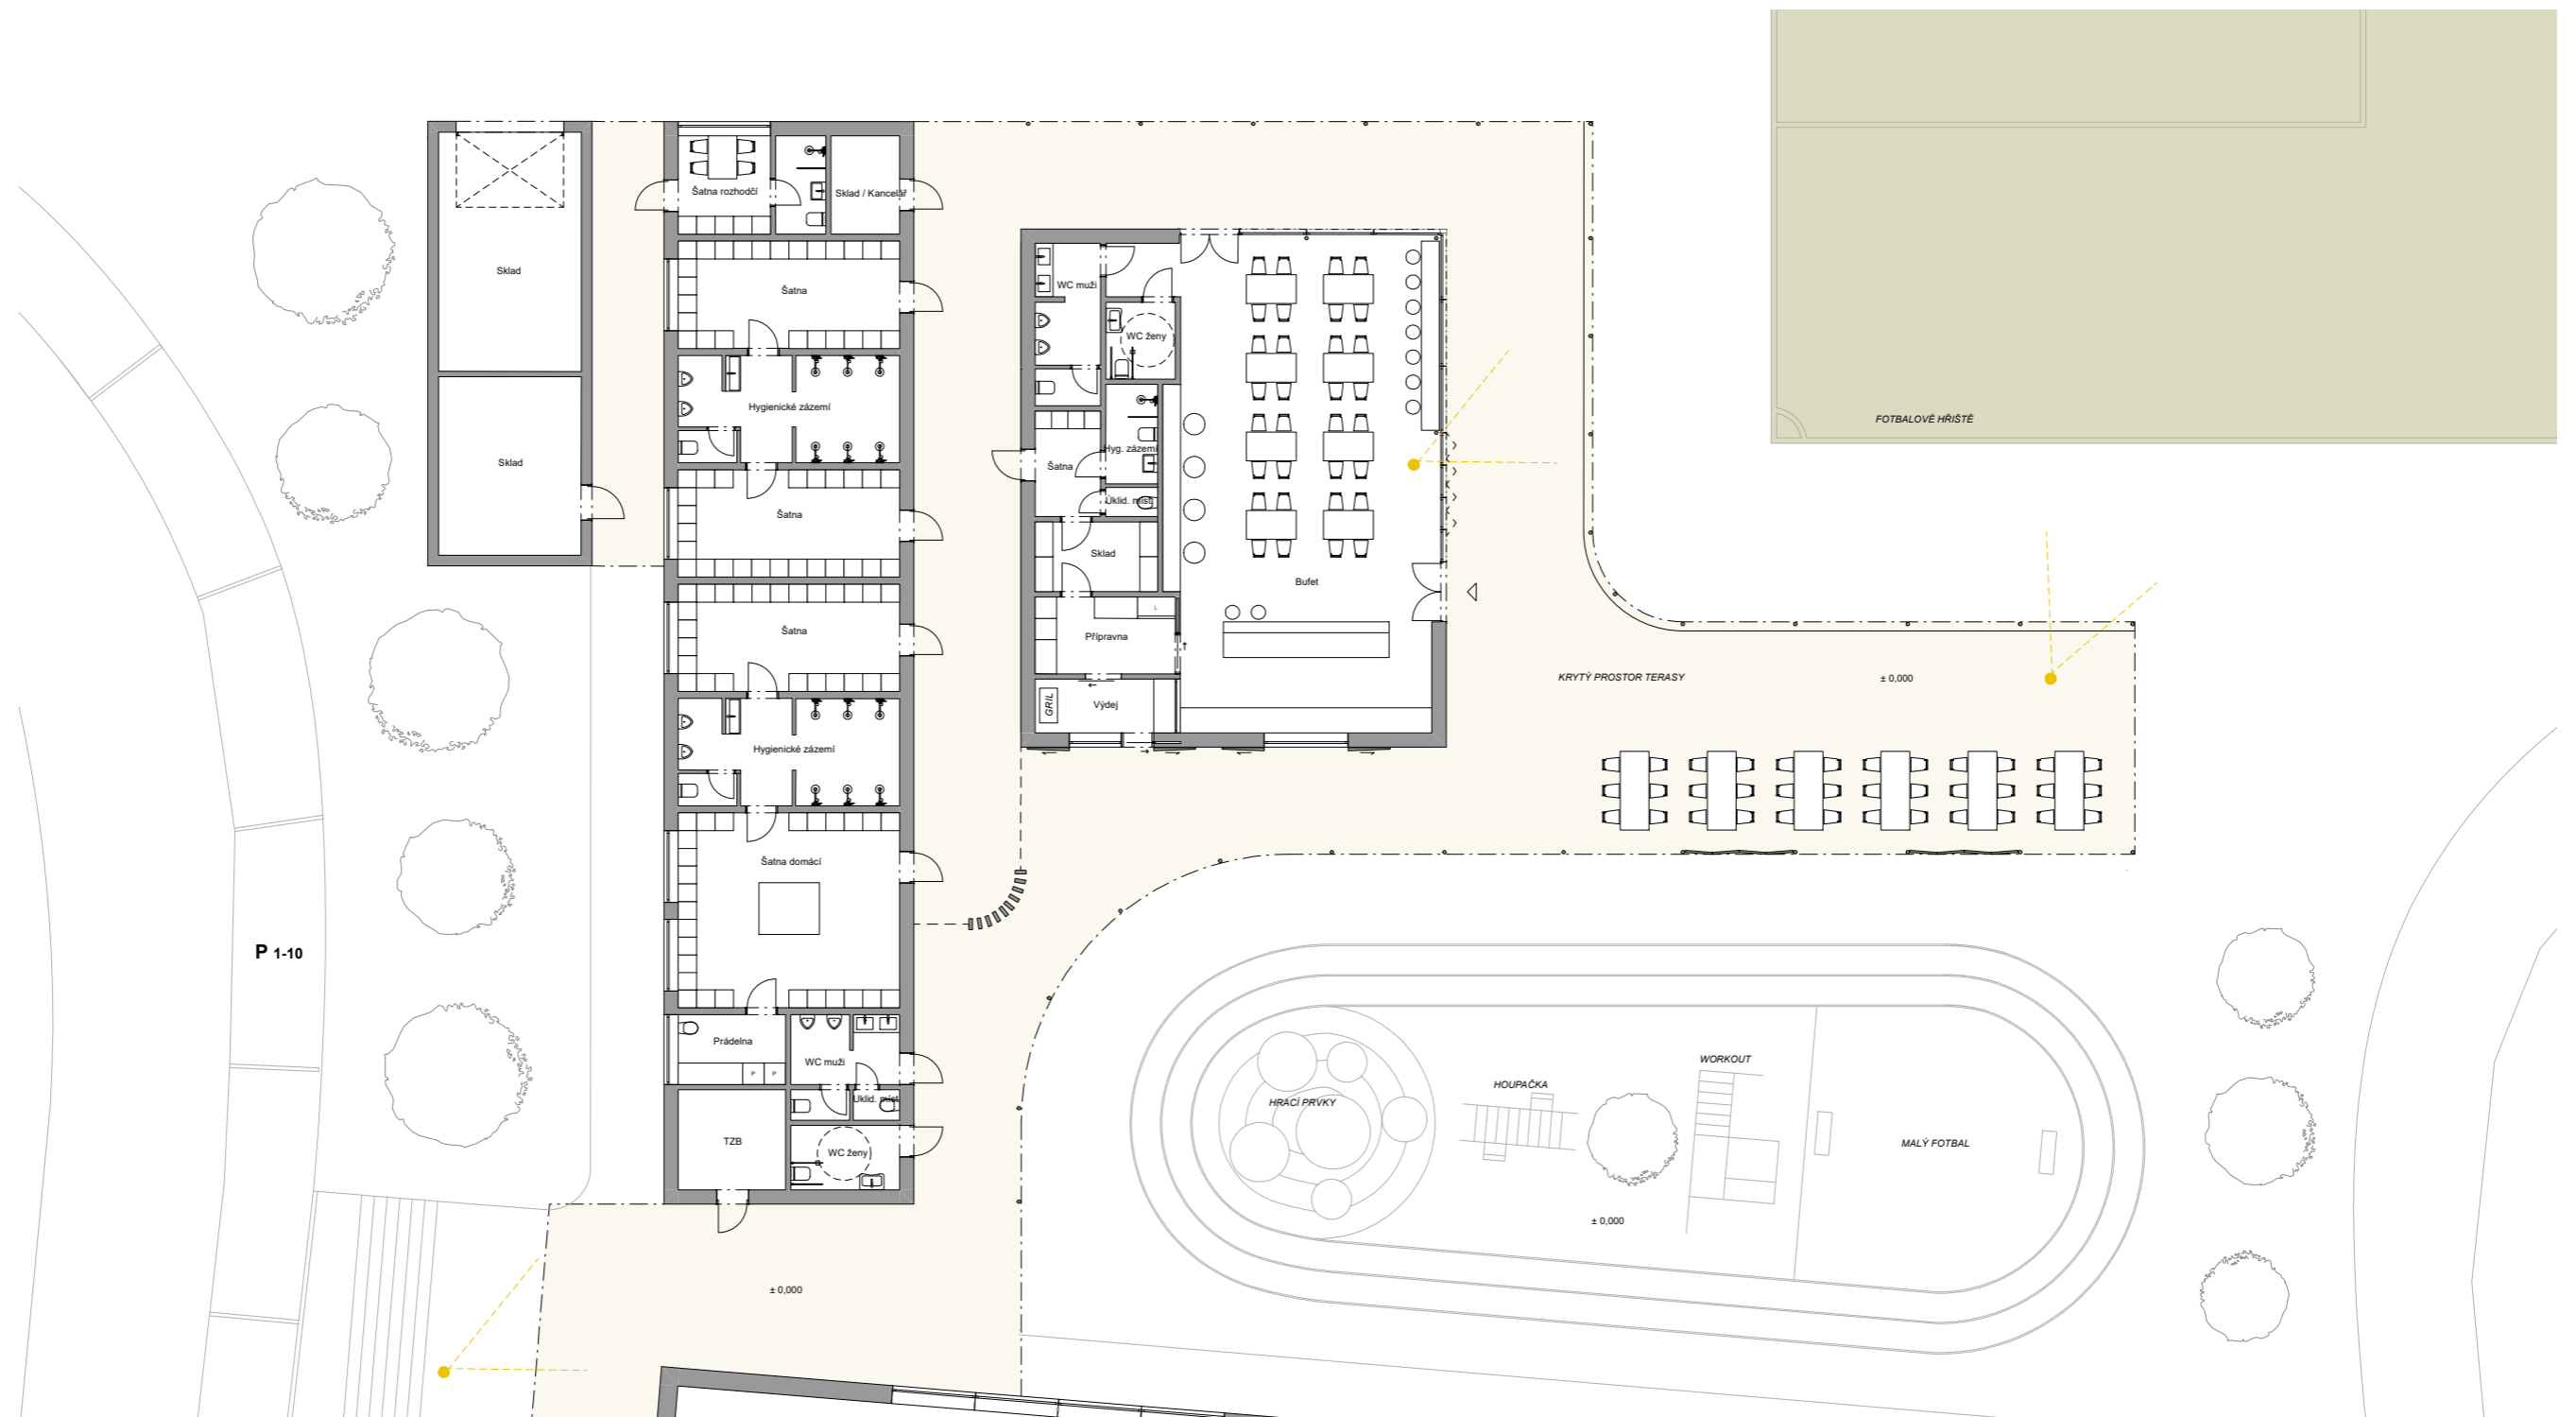 Šatna rozhodčí
Sklad / Kancelář
Sklad
Šatna
Hygienické zázemí
Sklad
Šatna
Šatna
Hygienické zázemí
Šatna domácí
Prádelna
P
P
WC muži
Úklid. míst.
TZB
WC ženy
WC muži
WC ženy
Šatna
Hyg. zázemí
Úklid. míst.
Sklad
L
Přípravna
GRIL
Výdej
Bufet
FOTBALOVÉ HŘIŠTĚ
KRYTÝ PROSTOR TERASY
± 0,000
P 1-10
HRACÍ PRVKY
HOUPAČKA
WORKOUT
MALÝ FOTBAL
± 0,000
± 0,000